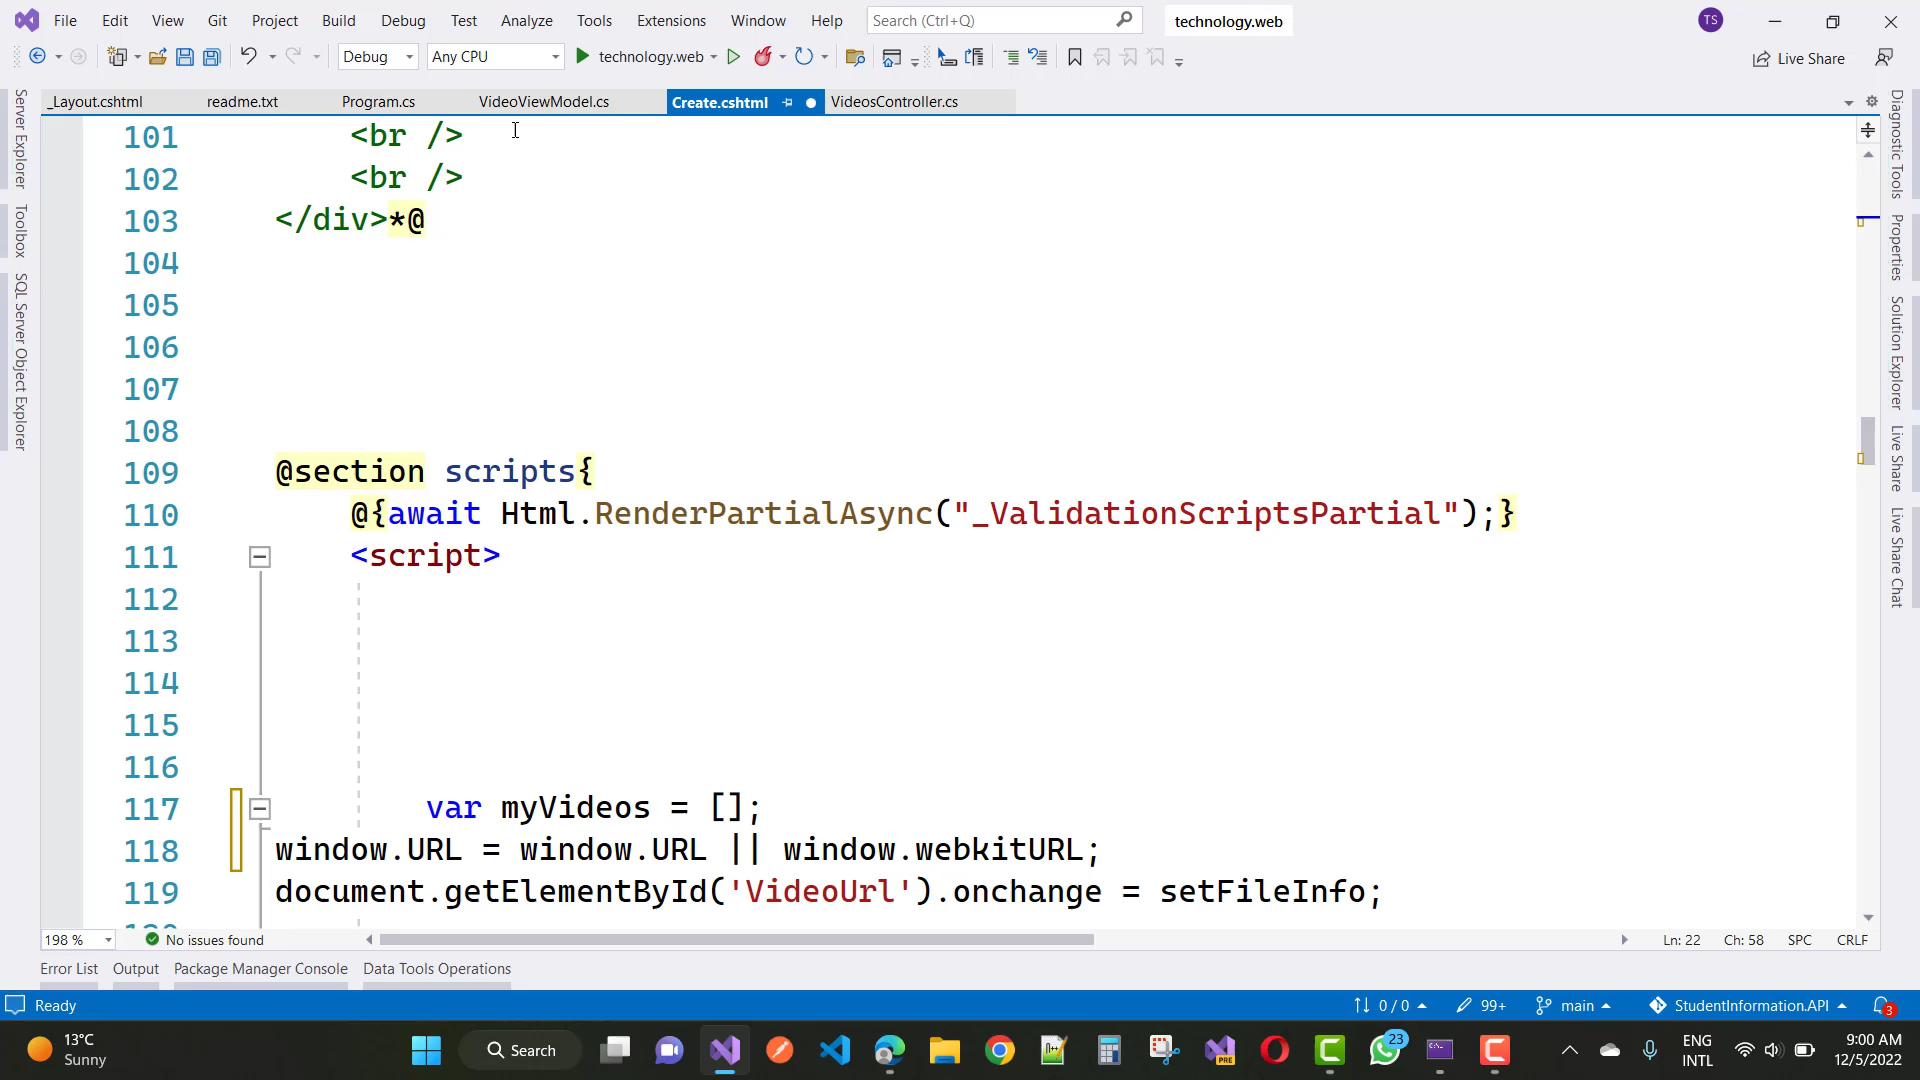 File Edit View Git Project Build Debug Test Analyze Tools Extensions Window Help Search (Ctrl+Q) technology.web TS
Debug Any CPU technology.web Live Share
_Layout.cshtml readme.txt Program.cs VideoViewModel.cs Create.cshtml VideosController.cs
Server Explorer
Toolbox
SQL Server Object Explorer
101 <br />
102 <br />
103 </div>*@
104
105
106
107
108
109 @section scripts{
110 @{await Html.RenderPartialAsync("_ValidationScriptsPartial");}
111 <script>
112
113
114
115
116
117 var myVideos = [];
118 window.URL = window.URL || window.webkitURL;
119 document.getElementById('VideoUrl').onchange = setFileInfo;
Diagnostic Tools
Properties
Solution Explorer
Live Share
Live Share Chat
198 % No issues found Ln: 22 Ch: 58 SPC CRLF
Error List Output Package Manager Console Data Tools Operations
Ready 0 / 0 99+ main StudentInformation.API 3
13°C
Sunny
Search
PRE
23
ENG
INTL
9:00 AM
12/5/2022